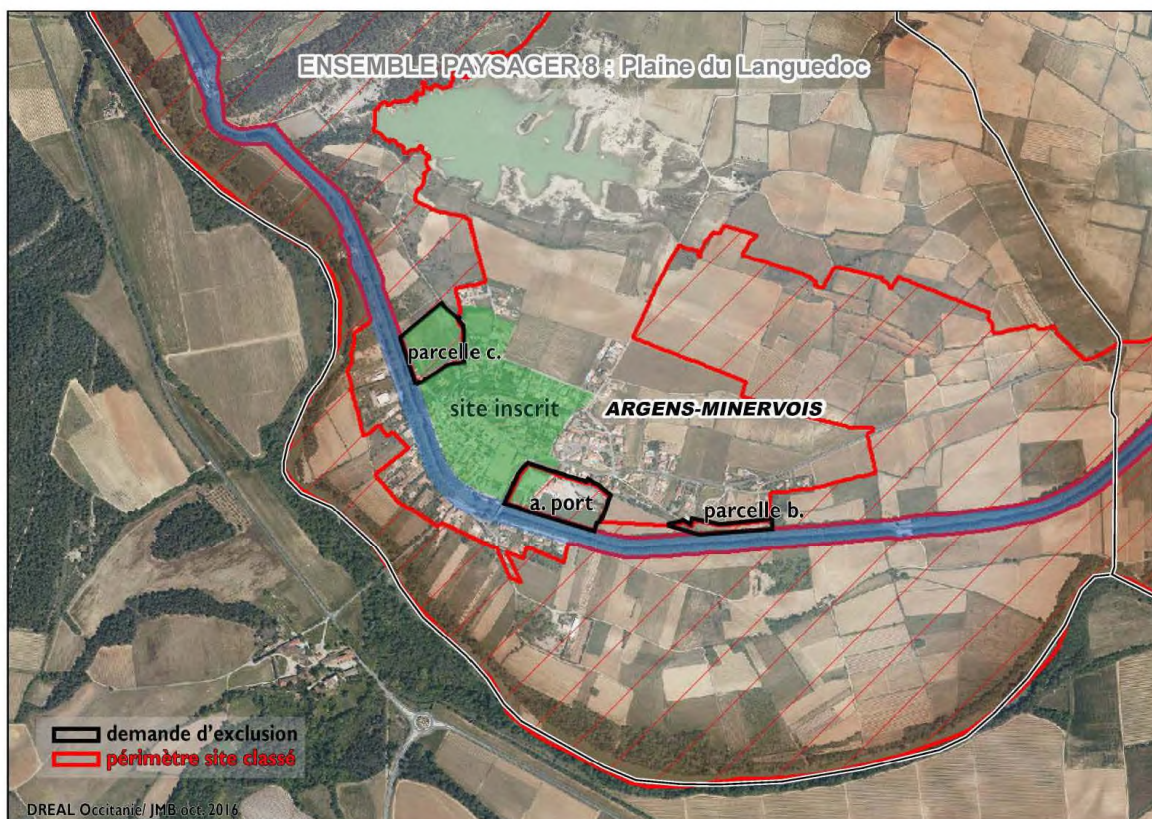 ENSEMBLE PAYSAGER 8 : Plaine du Languedoc
parcelle c.
site inscrit
ARGENS-MINERVOIS
a. port
parcelle b.
demande d'exclusion
périmètre site classé
DREAL Occitanie/ JMB oct. 2016